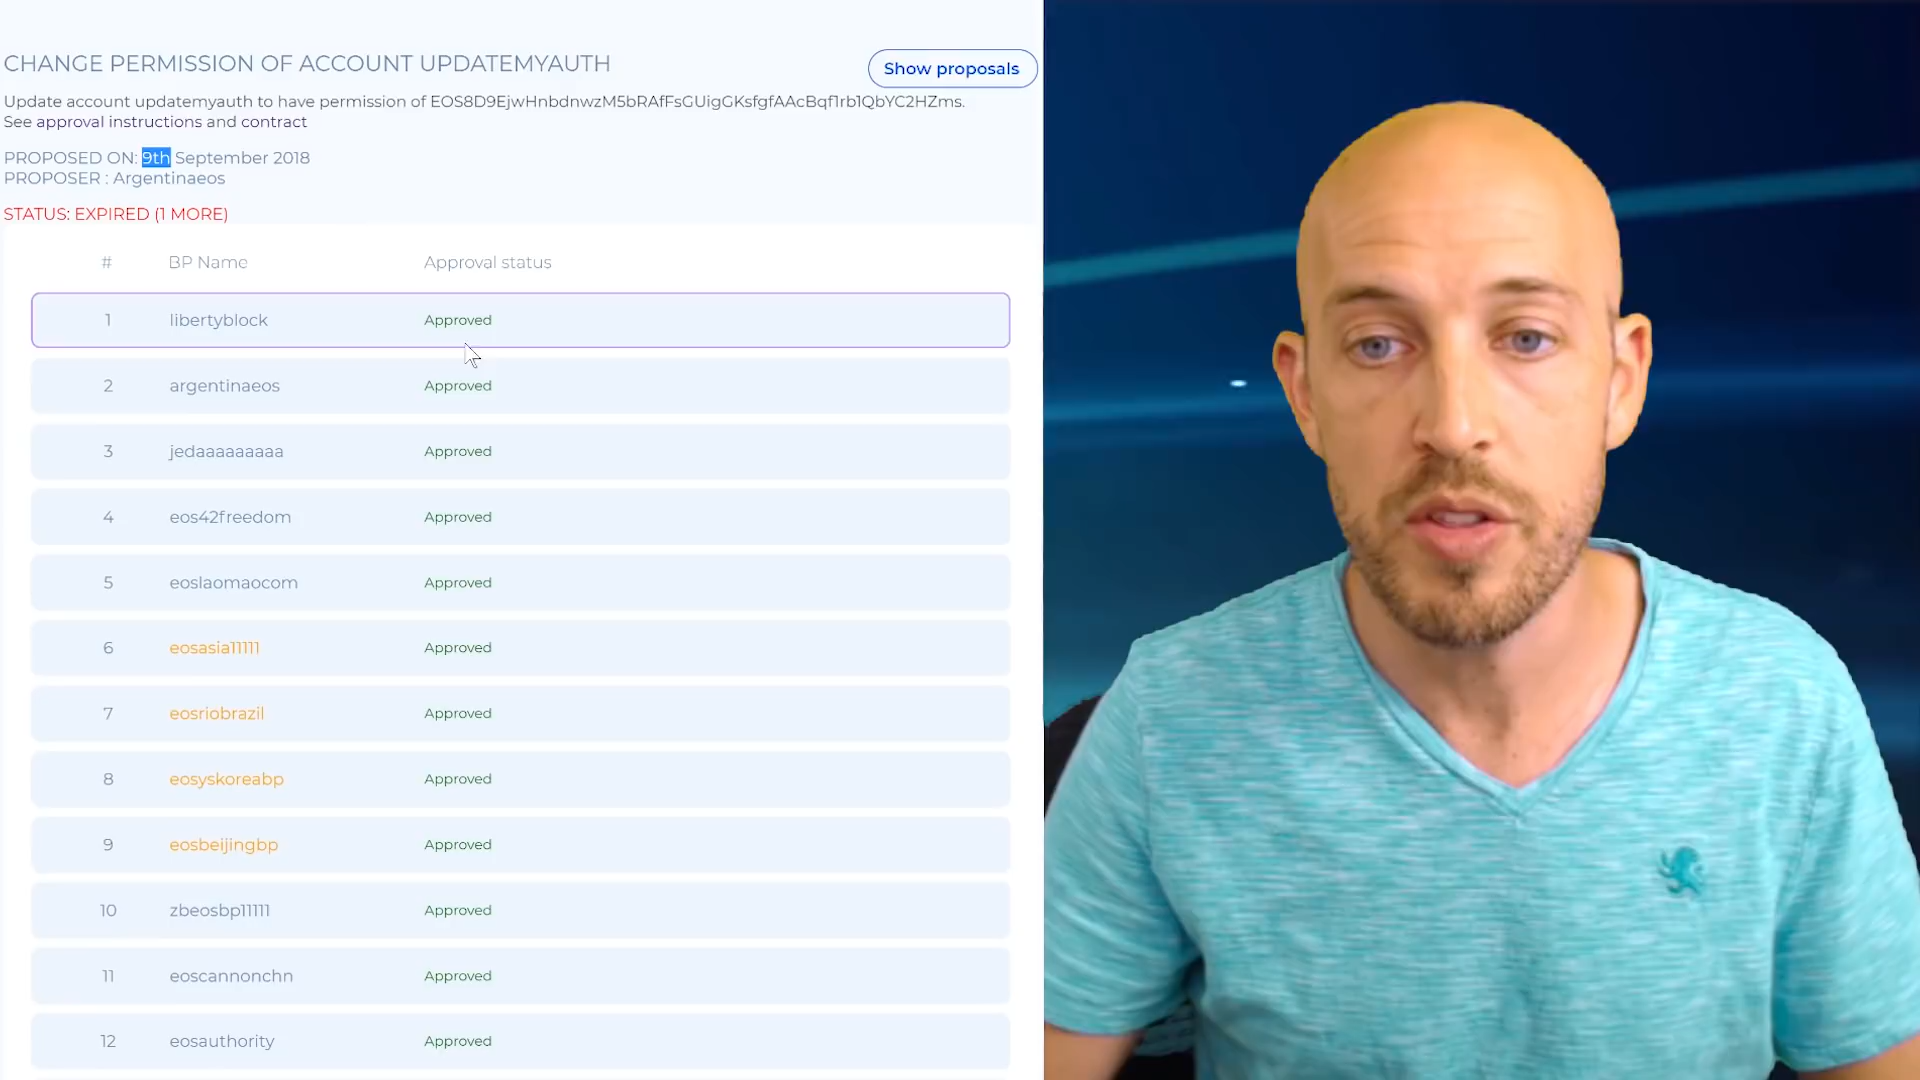 CHANGE PERMISSION OF ACCOUNT UPDATEMYAUTH
Show proposals
Update account updatemyauth to have permission of EOS8D9EjwHnbdnwzM5bRAfFsGUigGKsfgfAAcBqf1rb1QbYC2HZms.
See approval instructions and contract
PROPOSED ON: 9th September 2018
PROPOSER : Argentinaeos
STATUS: EXPIRED (1 MORE)
# BP Name Approval status
1 libertyblock Approved
2 argentinaeos Approved
3 jedaaaaaaaaa Approved
4 eos42freedom Approved
5 eoslaomaocom Approved
6 eosasia11111 Approved
7 eosriobrazil Approved
8 eosyskoreabp Approved
9 eosbeijingbp Approved
10 zbeosbp11111 Approved
11 eoscannonchn Approved
12 eosauthority Approved